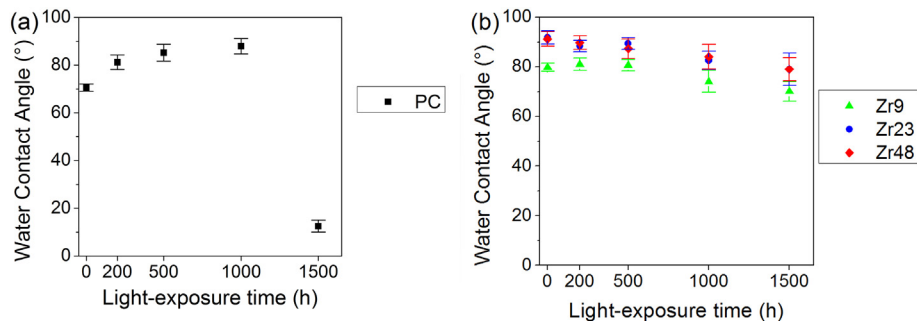 (a)
Water Contact Angle (°)
100
80
60
40
20
0
0 200 500 1000 1500
Light-exposure time (h)
PC
(b)
Water Contact Angle (°)
100
80
60
40
20
0
0 200 500 1000 1500
Light-exposure time (h)
Zr9
Zr23
Zr48